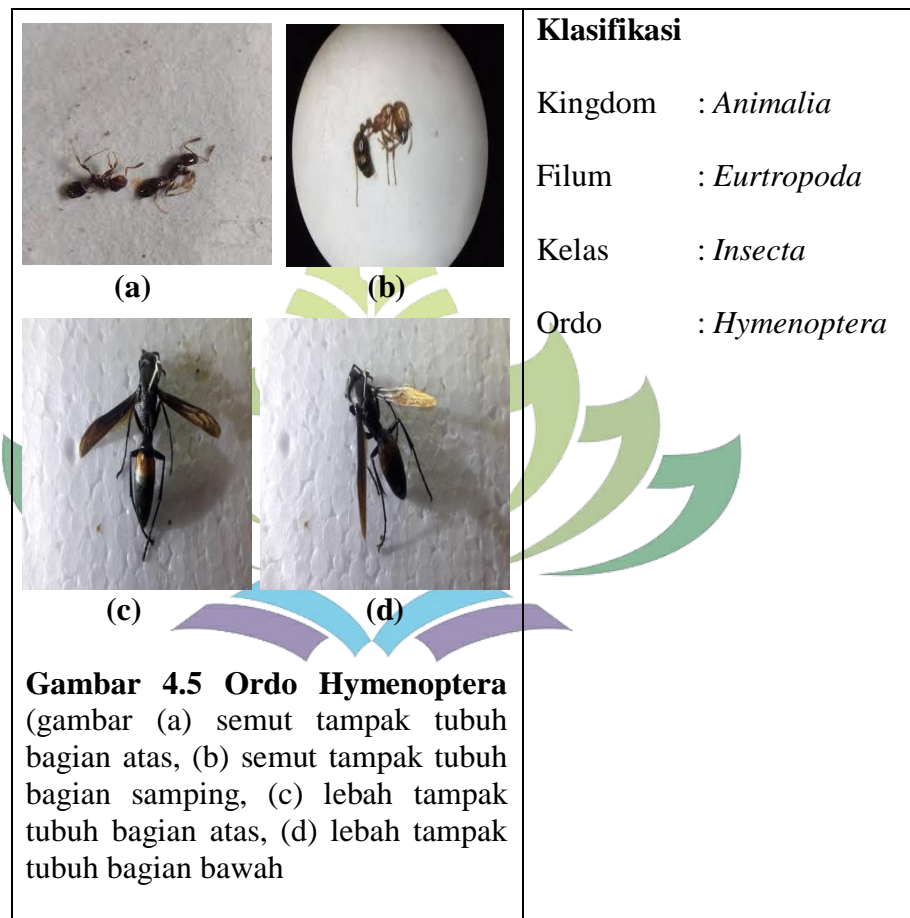 (a)
(b)
(c)
(d)
Gambar 4.5 Ordo Hymenoptera
(gambar (a) semut tampak tubuh
bagian atas, (b) semut tampak tubuh
bagian samping, (c) lebah tampak
tubuh bagian atas, (d) lebah tampak
tubuh bagian bawah
Klasifikasi
Kingdom : Animalia
Filum : Eurtropoda
Kelas : Insecta
Ordo : Hymenoptera